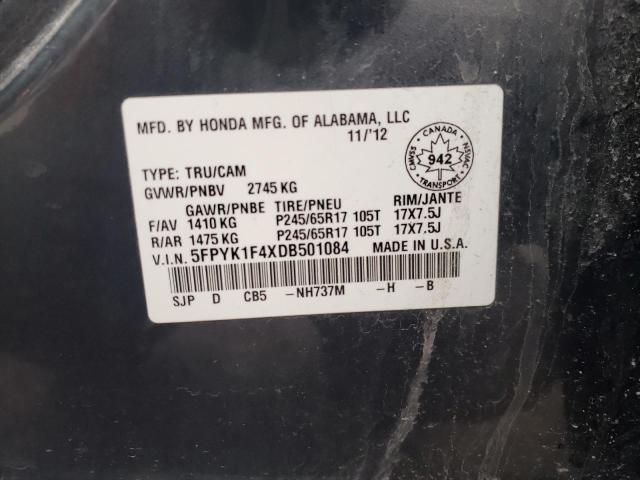 MFD. BY HONDA MFG. OF ALABAMA, LLC
11/'12
CANADA
CMVSS 942 NSVAC
TRANSPORT
TYPE: TRU/CAM
GVWR/PNBV 2745 KG
GAWR/PNBE TIRE/PNEU RIM/JANTE
F/AV 1410 KG P245/65R17 105T 17X7.5J
R/AR 1475 KG P245/65R17 105T 17X7.5J
V.I.N. 5FPYK1F4XDB501084 MADE IN U.S.A.
SJP D CB5 -NH737M -H -B